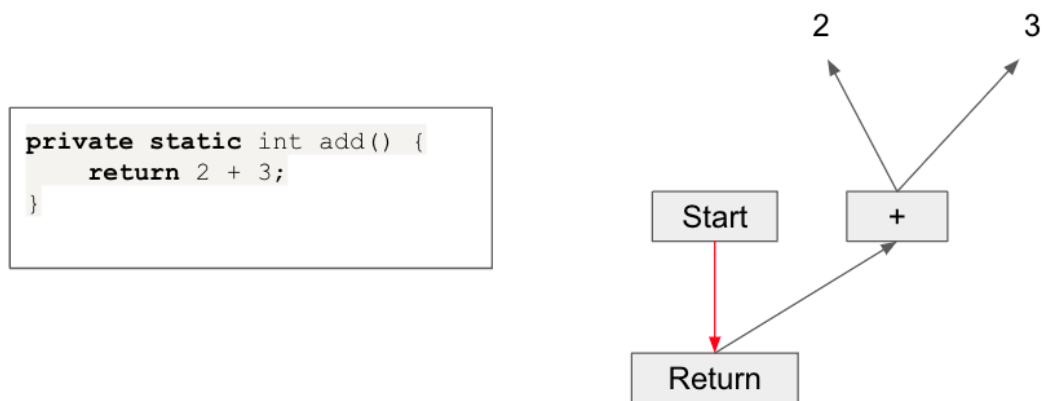 private static int add() {
return 2 + 3;
}
2
3
Start
+
Return